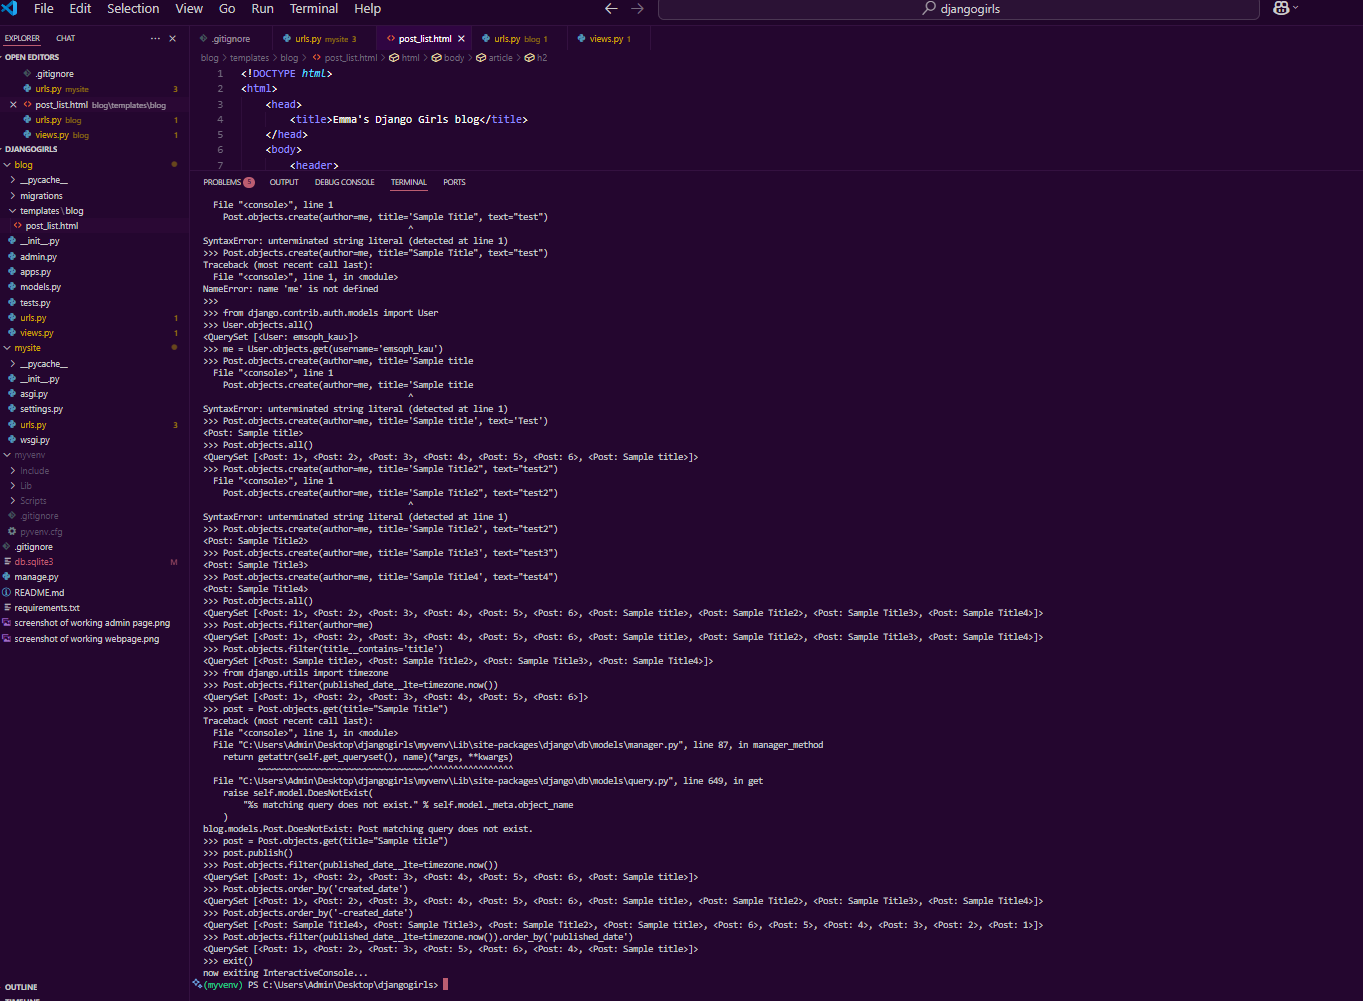 File Edit Selection View Go Run Terminal Help
djangogirls
EXPLORER CHAT
OPEN EDITORS
.gitignore
urls.py mysite 3
post_list.html blog\templates\blog
urls.py blog 1
views.py blog 1
DJANGOGIRLS
blog
__pycache__
migrations
templates\blog
post_list.html
__init__.py
admin.py
apps.py
models.py
tests.py
urls.py 1
views.py 1
mysite
__pycache__
__init__.py
asgi.py
settings.py
urls.py 3
wsgi.py
myvenv
Include
Lib
Scripts
.gitignore
pyvenv.cfg
.gitignore
db.sqlite3 M
manage.py
README.md
requirements.txt
screenshot of working admin page.png
screenshot of working webpage.png
OUTLINE
TIMELINE
.gitignore urls.py mysite 3 post_list.html urls.py blog 1 views.py 1
blog > templates > blog > post_list.html > html > body > article > h2
1 <!DOCTYPE html>
2 <html>
3 <head>
4 <title>Emma's Django Girls blog</title>
5 </head>
6 <body>
7 <header>
PROBLEMS 5 OUTPUT DEBUG CONSOLE TERMINAL PORTS
File "<console>", line 1
Post.objects.create(author=me, title='Sample Title", text="test")
^
SyntaxError: unterminated string literal (detected at line 1)
>>> Post.objects.create(author=me, title="Sample Title", text="test")
Traceback (most recent call last):
File "<console>", line 1, in <module>
NameError: name 'me' is not defined
>>>
>>> from django.contrib.auth.models import User
>>> User.objects.all()
<QuerySet [<User: emsoph_kau>]>
>>> me = User.objects.get(username='emsoph_kau')
>>> Post.objects.create(author=me, title='Sample title
File "<console>", line 1
Post.objects.create(author=me, title='Sample title
^
SyntaxError: unterminated string literal (detected at line 1)
>>> Post.objects.create(author=me, title='Sample title', text='Test')
<Post: Sample title>
>>> Post.objects.all()
<QuerySet [<Post: 1>, <Post: 2>, <Post: 3>, <Post: 4>, <Post: 5>, <Post: 6>, <Post: Sample title>]>
>>> Post.objects.create(author=me, title='Sample Title2", text="test2")
File "<console>", line 1
Post.objects.create(author=me, title='Sample Title2", text="test2")
^
SyntaxError: unterminated string literal (detected at line 1)
>>> Post.objects.create(author=me, title='Sample Title2', text="test2")
<Post: Sample Title2>
>>> Post.objects.create(author=me, title='Sample Title3', text="test3")
<Post: Sample Title3>
>>> Post.objects.create(author=me, title='Sample Title4', text="test4")
<Post: Sample Title4>
>>> Post.objects.all()
<QuerySet [<Post: 1>, <Post: 2>, <Post: 3>, <Post: 4>, <Post: 5>, <Post: 6>, <Post: Sample title>, <Post: Sample Title2>, <Post: Sample Title3>, <Post: Sample Title4>]>
>>> Post.objects.filter(author=me)
<QuerySet [<Post: 1>, <Post: 2>, <Post: 3>, <Post: 4>, <Post: 5>, <Post: 6>, <Post: Sample title>, <Post: Sample Title2>, <Post: Sample Title3>, <Post: Sample Title4>]>
>>> Post.objects.filter(title__contains='title')
<QuerySet [<Post: Sample title>, <Post: Sample Title2>, <Post: Sample Title3>, <Post: Sample Title4>]>
>>> from django.utils import timezone
>>> Post.objects.filter(published_date__lte=timezone.now())
<QuerySet [<Post: 1>, <Post: 2>, <Post: 3>, <Post: 4>, <Post: 5>, <Post: 6>]>
>>> post = Post.objects.get(title="Sample Title")
Traceback (most recent call last):
File "<console>", line 1, in <module>
File "C:\Users\Admin\Desktop\djangogirls\myvenv\Lib\site-packages\django\db\models\manager.py", line 87, in manager_method
return getattr(self.get_queryset(), name)(*args, **kwargs)
~~~~~~~~~~~~~~~~~~~~~~~~~~~~~~~~~~^^^^^^^^^^^^^^^^^
File "C:\Users\Admin\Desktop\djangogirls\myvenv\Lib\site-packages\django\db\models\query.py", line 649, in get
raise self.model.DoesNotExist(
"%s matching query does not exist." % self.model._meta.object_name
)
blog.models.Post.DoesNotExist: Post matching query does not exist.
>>> post = Post.objects.get(title="Sample title")
>>> post.publish()
>>> Post.objects.filter(published_date__lte=timezone.now())
<QuerySet [<Post: 1>, <Post: 2>, <Post: 3>, <Post: 4>, <Post: 5>, <Post: 6>, <Post: Sample title>]>
>>> Post.objects.order_by('created_date')
<QuerySet [<Post: 1>, <Post: 2>, <Post: 3>, <Post: 4>, <Post: 5>, <Post: 6>, <Post: Sample title>, <Post: Sample Title2>, <Post: Sample Title3>, <Post: Sample Title4>]>
>>> Post.objects.order_by('-created_date')
<QuerySet [<Post: Sample Title4>, <Post: Sample Title3>, <Post: Sample Title2>, <Post: Sample title>, <Post: 6>, <Post: 5>, <Post: 4>, <Post: 3>, <Post: 2>, <Post: 1>]>
>>> Post.objects.filter(published_date__lte=timezone.now()).order_by('published_date')
<QuerySet [<Post: 1>, <Post: 2>, <Post: 3>, <Post: 5>, <Post: 6>, <Post: 4>, <Post: Sample title>]>
>>> exit()
now exiting InteractiveConsole...
(myvenv) PS C:\Users\Admin\Desktop\djangogirls>